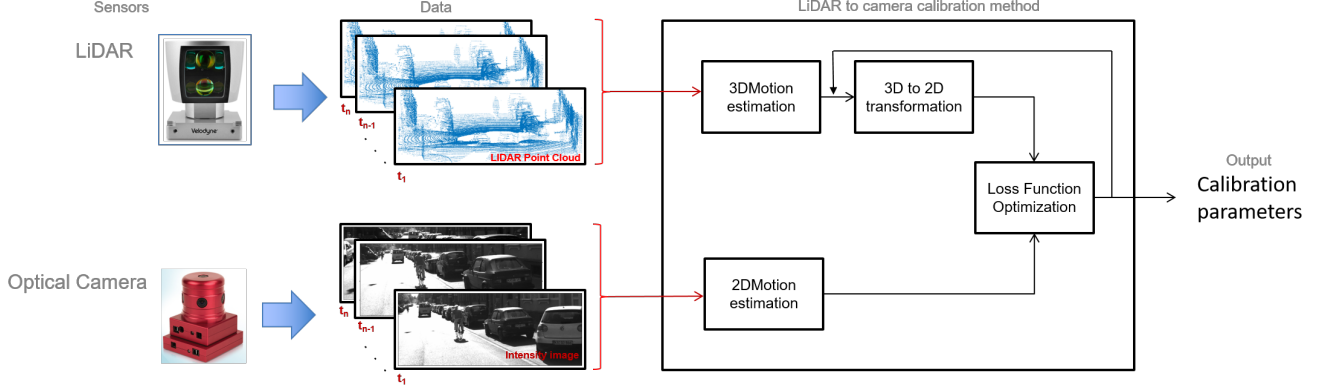 Sensors
Data
LiDAR to camera calibration method
LiDAR
Velodyne
tn
tn-1
t1
LIDAR Point Cloud
3DMotion
estimation
3D to 2D
transformation
Loss Function
Optimization
Output
Calibration
parameters
Optical Camera
tn
tn-1
t1
Intensity image
2DMotion
estimation